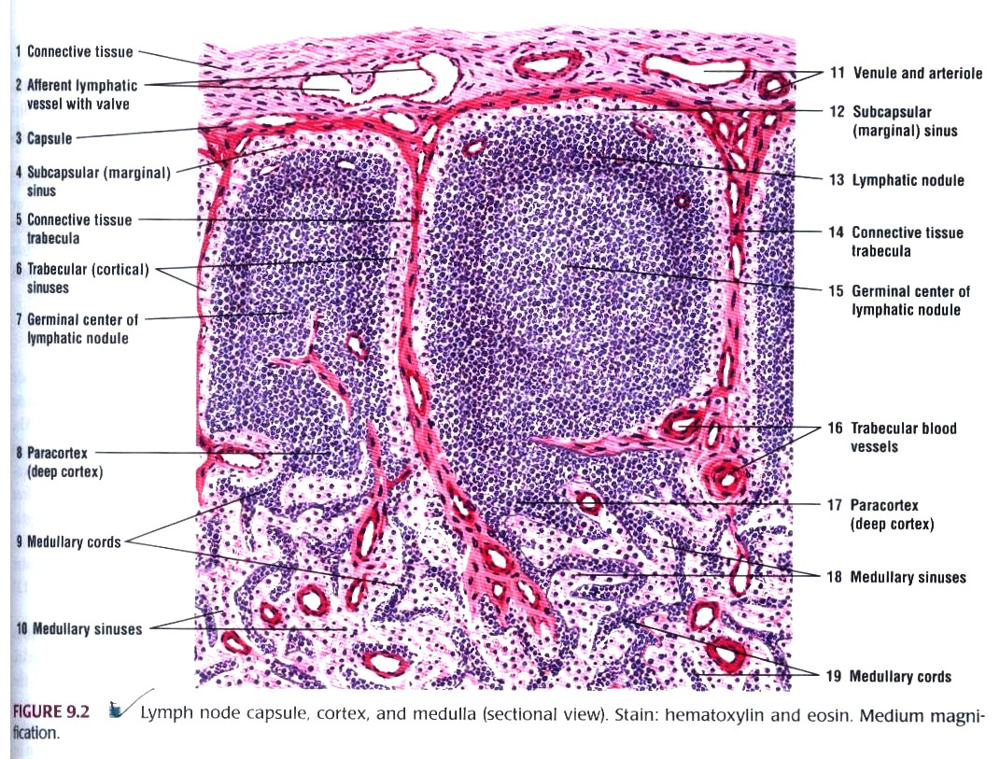 1 Connective tissue
2 Afferent lymphatic
vessel with valve
3 Capsule
4 Subcapsular (marginal)
sinus
5 Connective tissue
trabecula
6 Trabecular (cortical)
sinuses
7 Germinal center of
lymphatic nodule
8 Paracortex
(deep cortex)
9 Medullary cords
10 Medullary sinuses
11 Venule and arteriole
12 Subcapsular
(marginal) sinus
13 Lymphatic nodule
14 Connective tissue
trabecula
15 Germinal center of
lymphatic nodule
16 Trabecular blood
vessels
17 Paracortex
(deep cortex)
18 Medullary sinuses
19 Medullary cords
FIGURE 9.2 Lymph node capsule, cortex, and medulla (sectional view). Stain: hematoxylin and eosin. Medium magni-
fication.